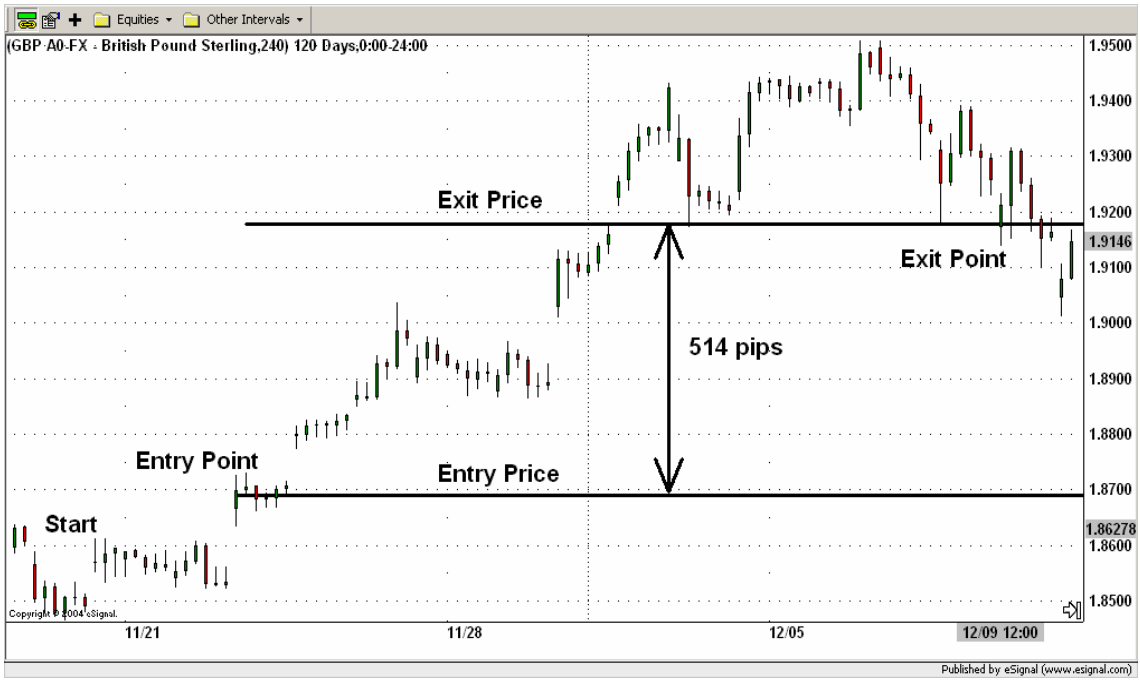 Equities Other Intervals
(GBP A0-FX - British Pound Sterling,240) 120 Days,0:00-24:00
1.9500
1.9400
1.9300
Exit Price
1.9200
1.9146
Exit Point
1.9100
1.9000
514 pips
1.8900
1.8800
Entry Point
Entry Price
1.8700
Start
1.86278
1.8600
1.8500
Copyright © 2004 eSignal.
11/21 11/28 12/05 12/09 12:00
Published by eSignal (www.esignal.com)